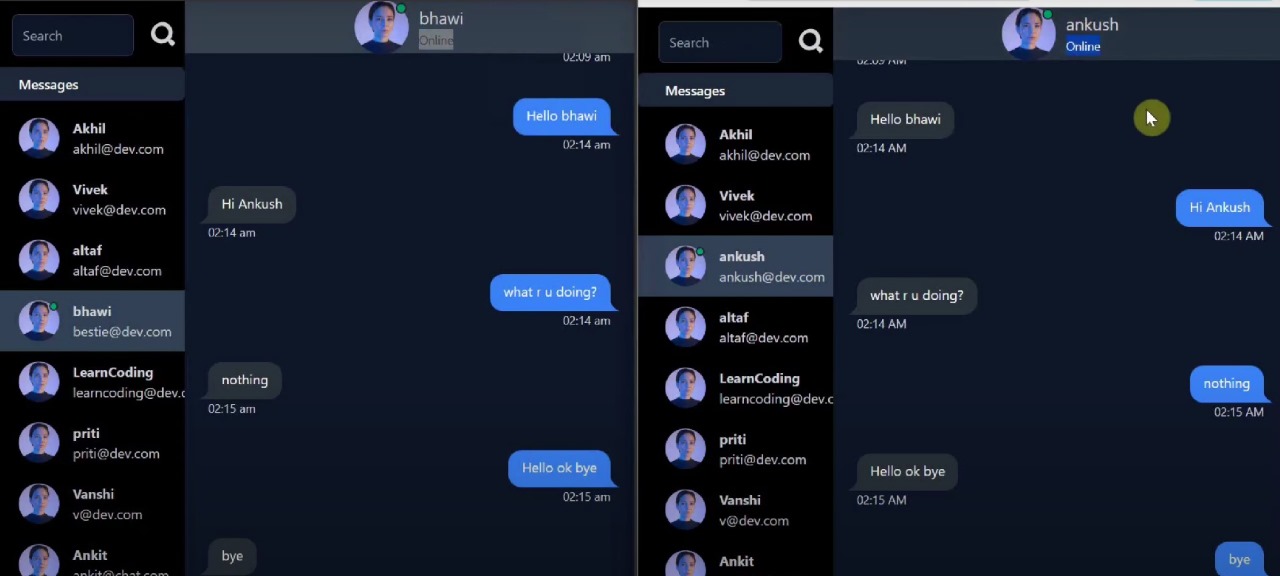 Search
Messages
Akhil
akhil@dev.com
Vivek
vivek@dev.com
altaf
altaf@dev.com
bhawi
bestie@dev.com
LearnCoding
learncoding@dev.c
priti
priti@dev.com
Vanshi
v@dev.com
Ankit
ankit@chat.com
bhawi
Online
02:09 am
Hello bhawi
02:14 am
Hi Ankush
02:14 am
what r u doing?
02:14 am
nothing
02:15 am
Hello ok bye
02:15 am
bye
Search
Messages
Akhil
akhil@dev.com
Vivek
vivek@dev.com
ankush
ankush@dev.com
altaf
altaf@dev.com
LearnCoding
learncoding@dev.c
priti
priti@dev.com
Vanshi
v@dev.com
Ankit
ankush
Online
02:09 AM
Hello bhawi
02:14 AM
Hi Ankush
02:14 AM
what r u doing?
02:14 AM
nothing
02:15 AM
Hello ok bye
02:15 AM
bye